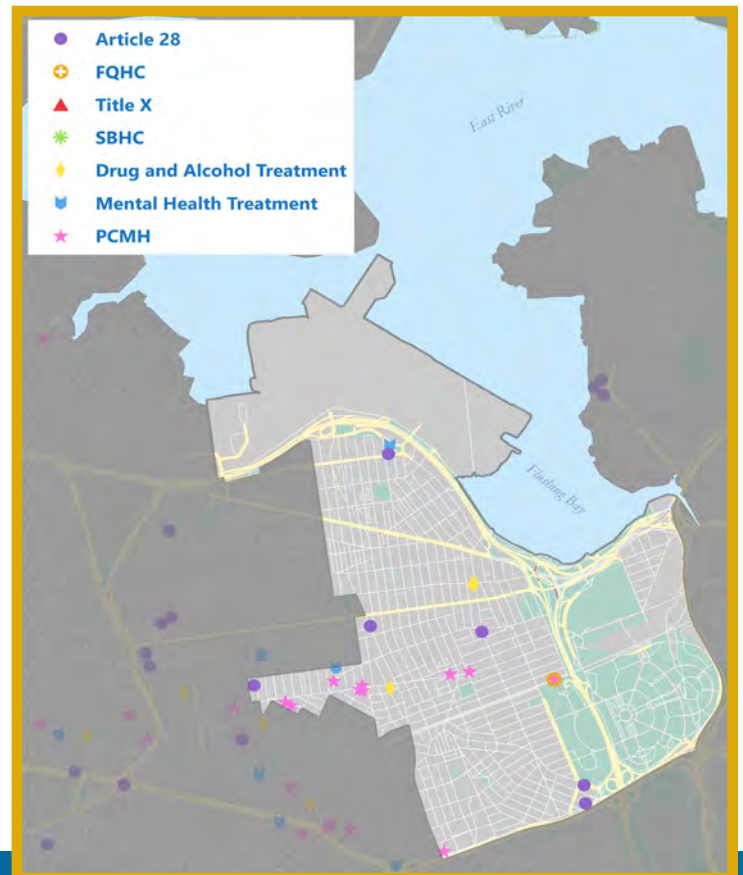 Article 28
FQHC
Title X
SBHC
Drug and Alcohol Treatment
Mental Health Treatment
PCMH
East River
Flushing Bay